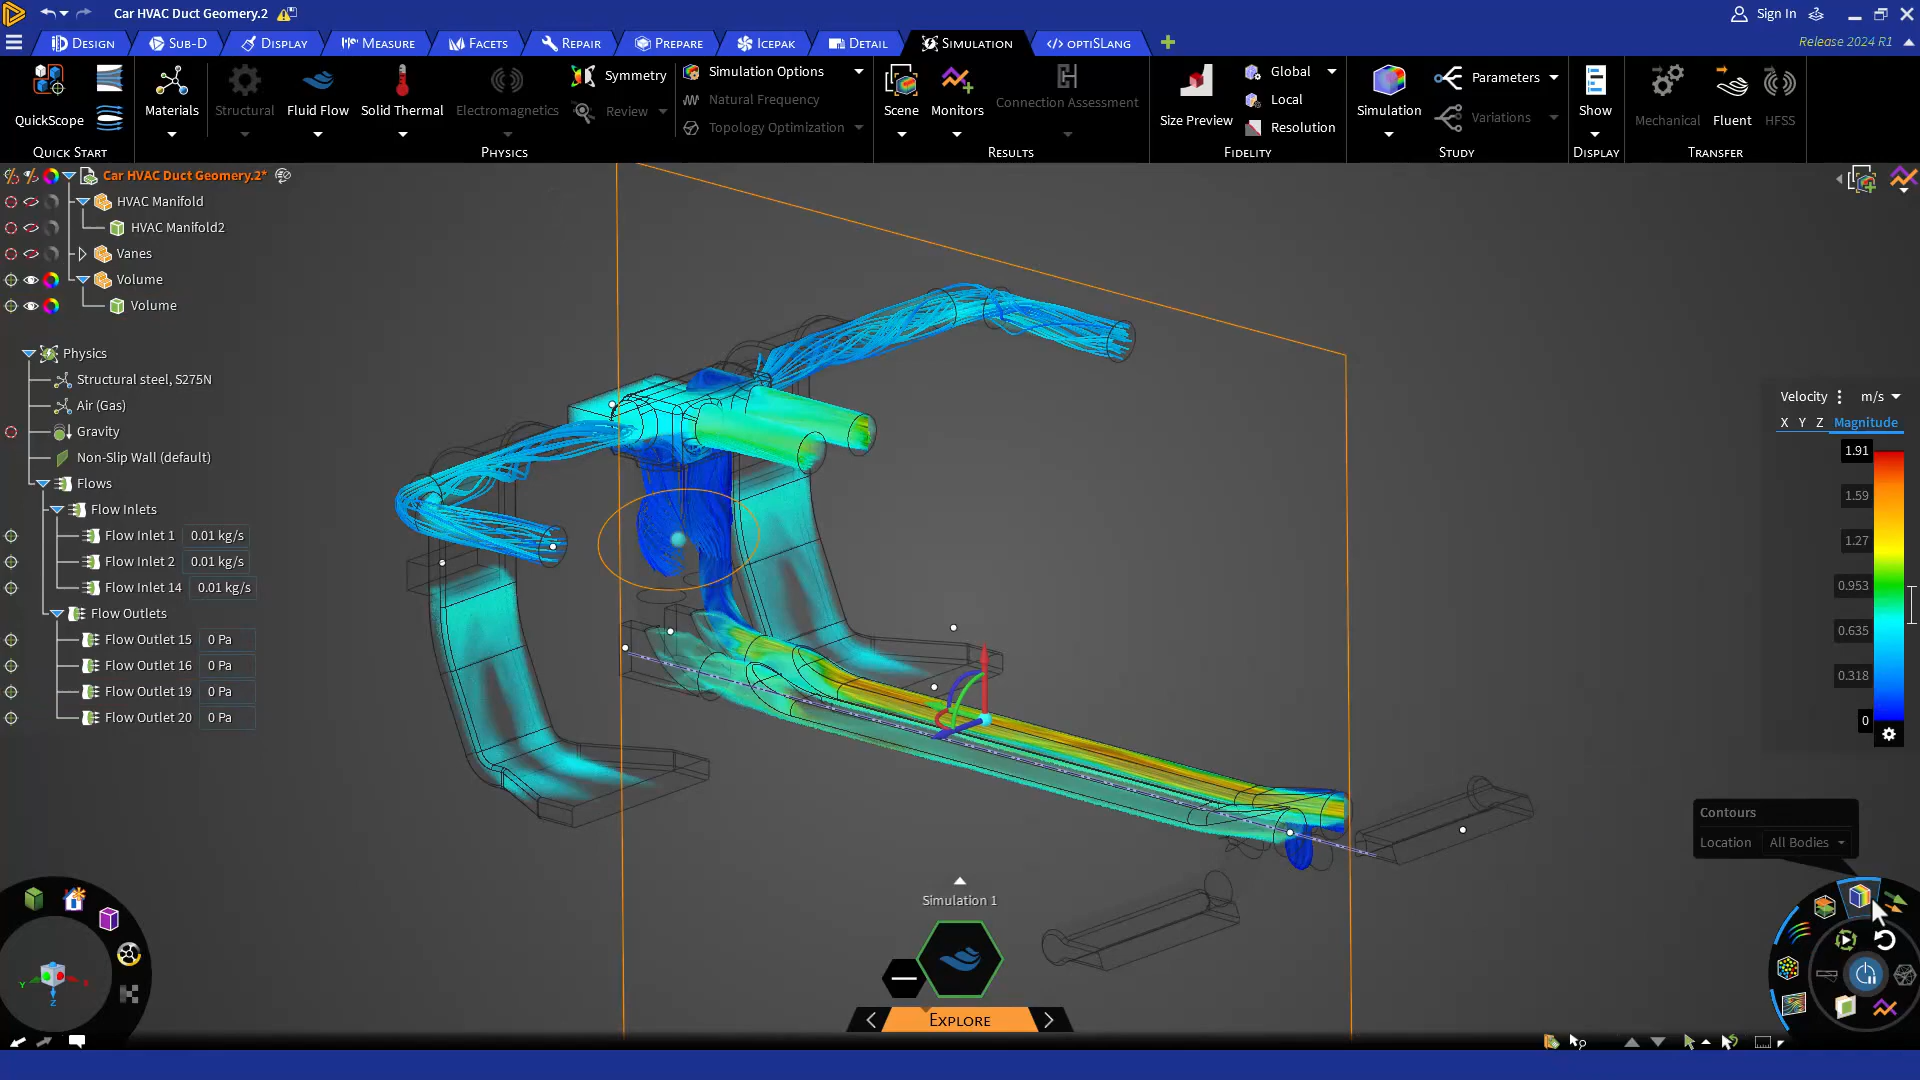 Car HVAC Duct Geometry.2
Sign In
Design
Sub-D
Display
Measure
Facets
Repair
Prepare
Icepak
Detail
Simulation
optiSLang
Release 2024 R1
QuickScope
Quick Start
Materials
Structural
Fluid Flow
Solid Thermal
Electromagnetics
Symmetry
Review
Simulation Options
Natural Frequency
Topology Optimization
Physics
Scene
Monitors
Connection Assessment
Results
Size Preview
Global
Local
Resolution
Fidelity
Simulation
Parameters
Variations
Study
Show
Display
Mechanical
Fluent
HFSS
Transfer
Car HVAC Duct Geometry.2*
HVAC Manifold
HVAC Manifold2
Vanes
Volume
Volume
Physics
Structural steel, S275N
Air (Gas)
Gravity
Non-Slip Wall (default)
Flows
Flow Inlets
Flow Inlet 1 0.01 kg/s
Flow Inlet 2 0.01 kg/s
Flow Inlet 14 0.01 kg/s
Flow Outlets
Flow Outlet 15 0 Pa
Flow Outlet 16 0 Pa
Flow Outlet 19 0 Pa
Flow Outlet 20 0 Pa
Velocity m/s
X Y Z Magnitude
1.91
1.59
1.27
0.953
0.635
0.318
0
Contours
Location All Bodies
Simulation 1
Explore
Y
X
Z